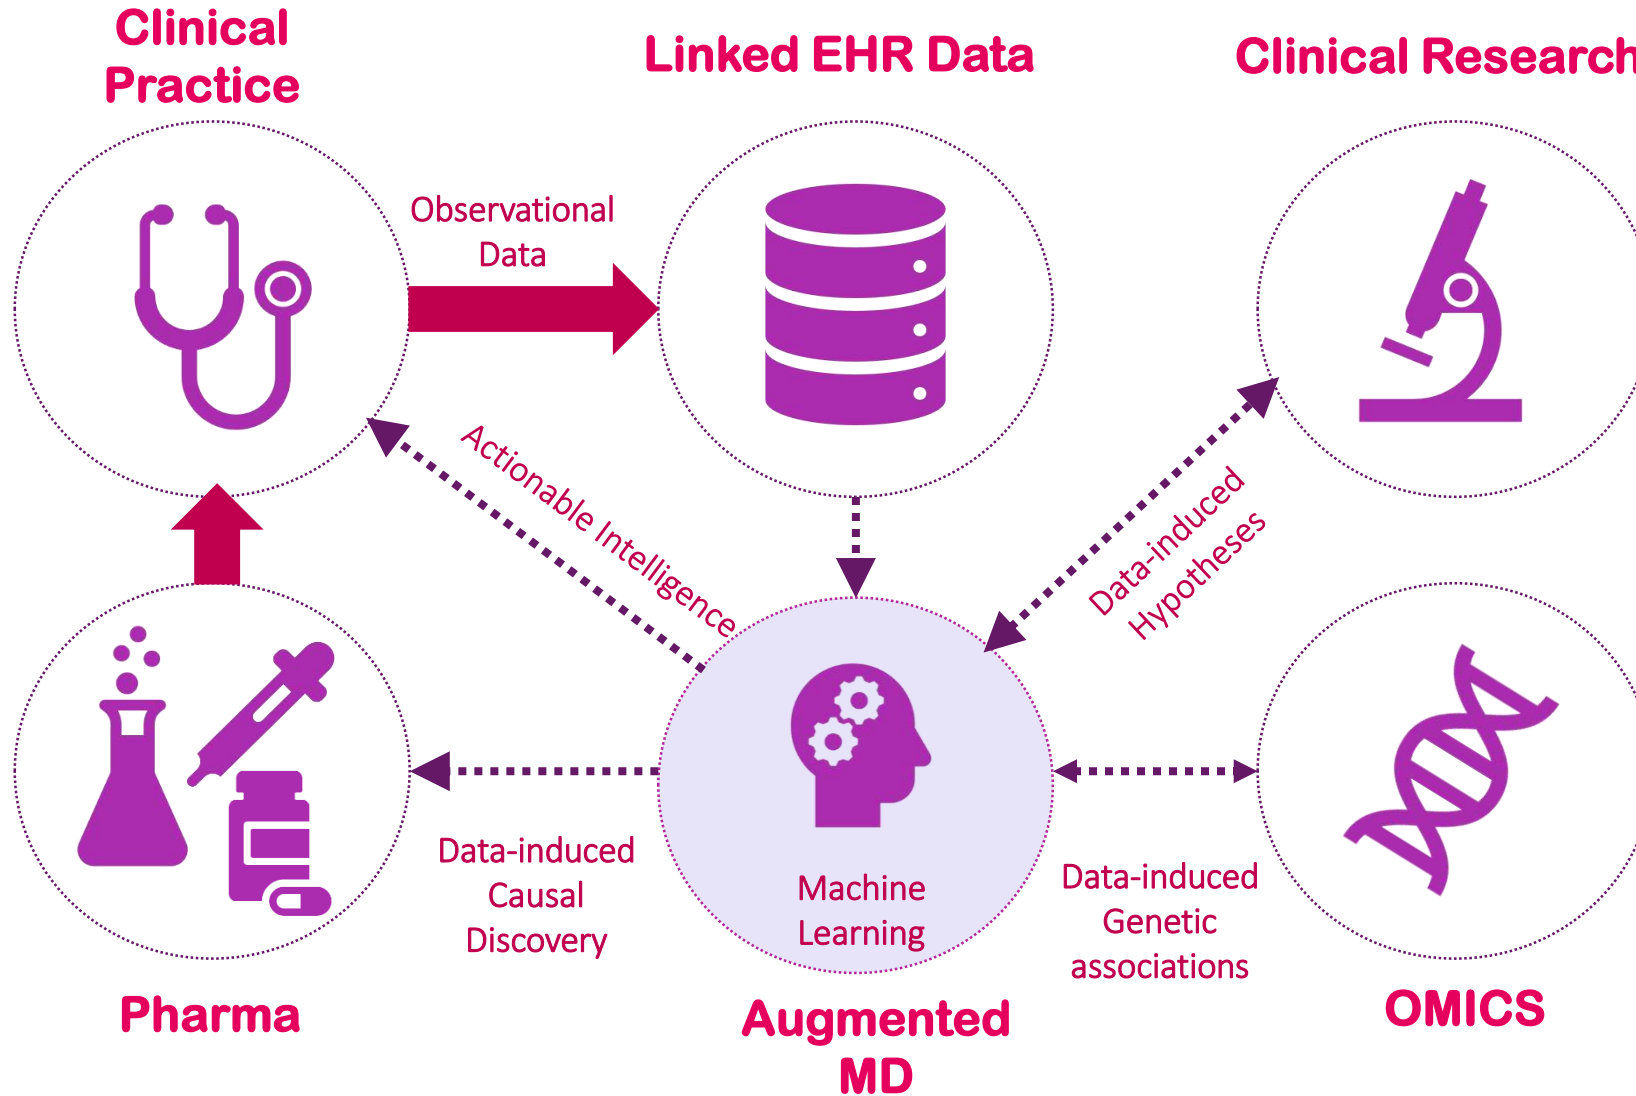 Clinical
Practice
Linked EHR Data
Clinical Research
Observational
Data
Actionable Intelligence
Data-induced
Hypotheses
Data-induced
Causal
Discovery
Machine
Learning
Data-induced
Genetic
associations
Pharma
Augmented
MD
OMICS